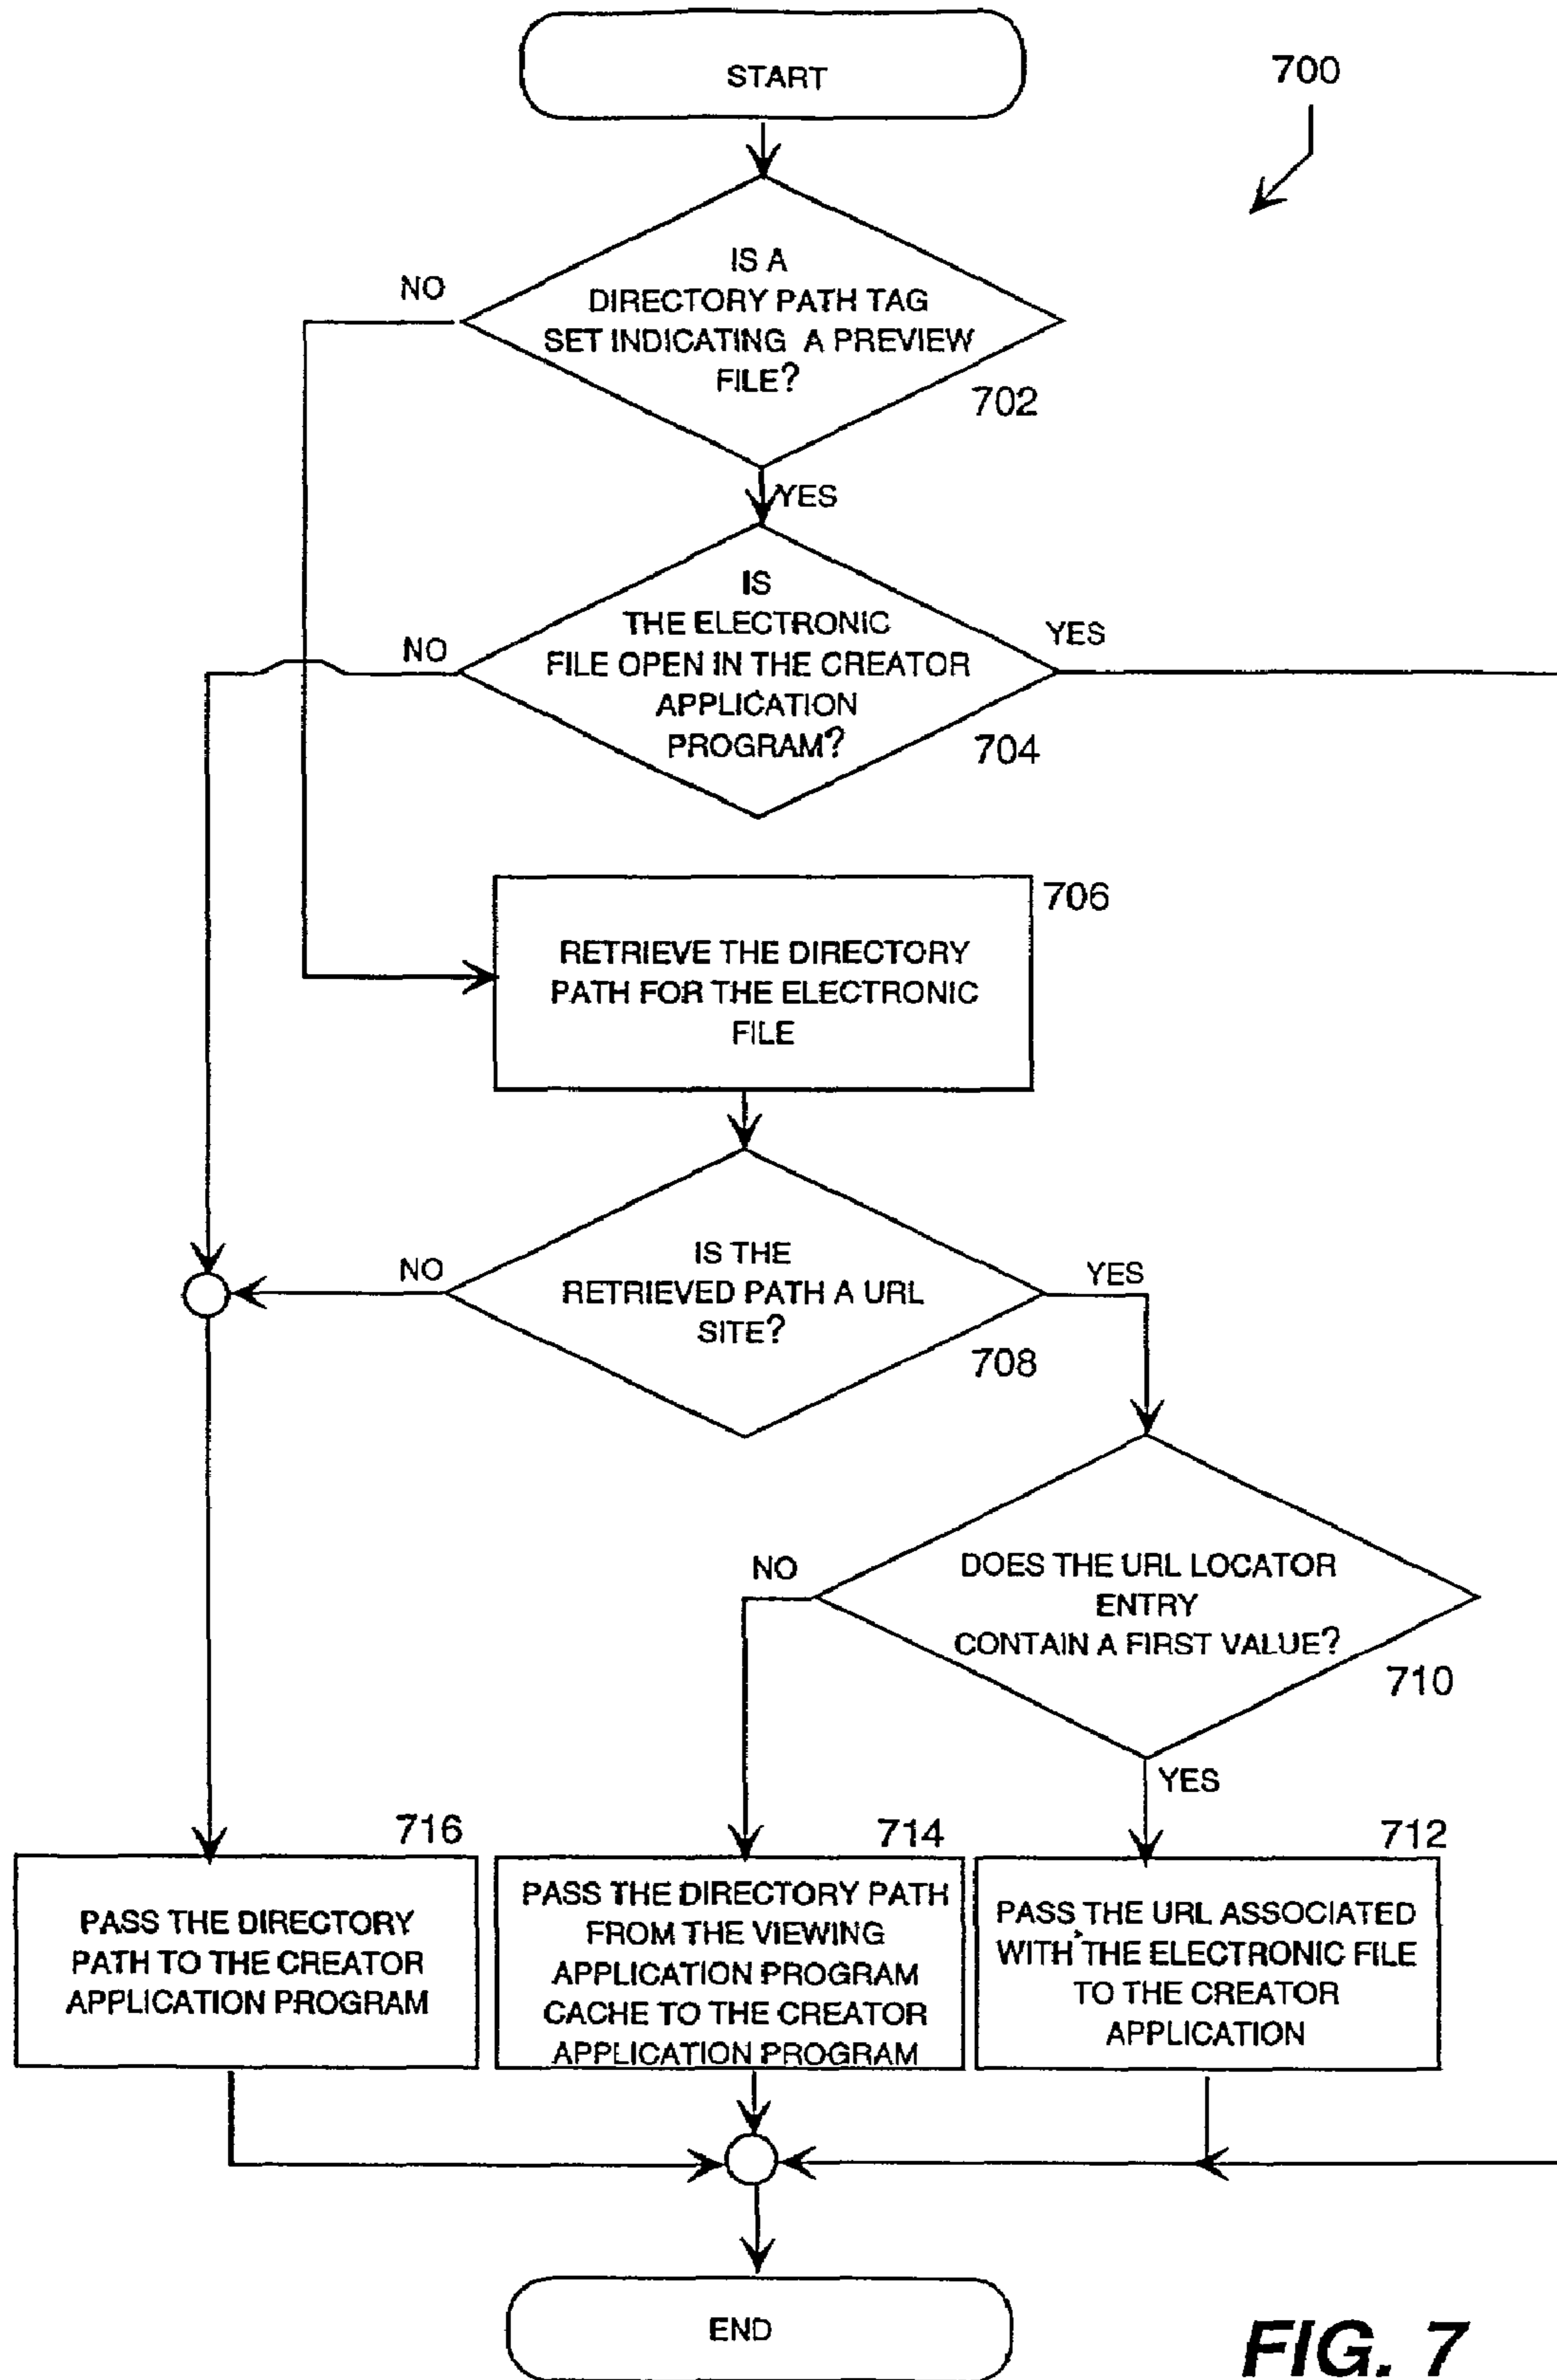 START
700
IS A
DIRECTORY PATH TAG
SET INDICATING A PREVIEW
FILE?
NO
702
YES
IS
THE ELECTRONIC
FILE OPEN IN THE CREATOR
APPLICATION
PROGRAM?
NO
YES
704
706
RETRIEVE THE DIRECTORY
PATH FOR THE ELECTRONIC
FILE
NO
IS THE
RETRIEVED PATH A URL
SITE?
YES
708
NO
DOES THE URL LOCATOR
ENTRY
CONTAIN A FIRST VALUE?
710
YES
716
PASS THE DIRECTORY
PATH TO THE CREATOR
APPLICATION PROGRAM
714
PASS THE DIRECTORY PATH
FROM THE VIEWING
APPLICATION PROGRAM
CACHE TO THE CREATOR
APPLICATION PROGRAM
712
PASS THE URL ASSOCIATED
WITH THE ELECTRONIC FILE
TO THE CREATOR
APPLICATION
END
FIG. 7